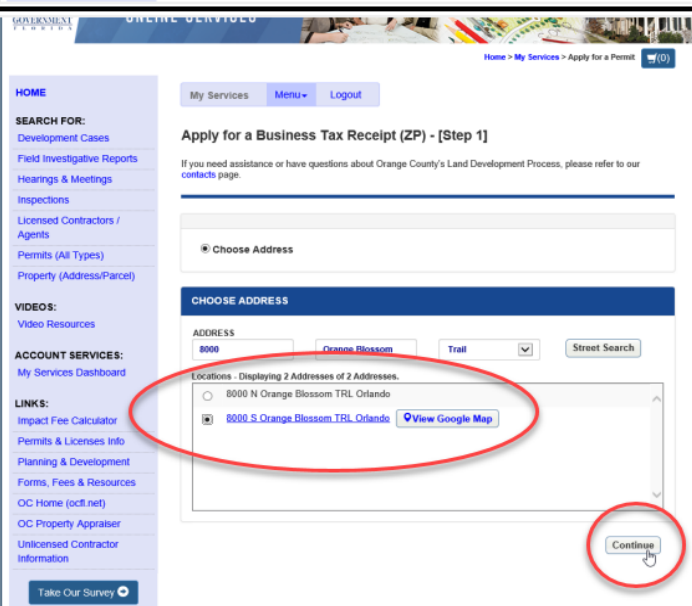 GOVERNMENT
FLORIDA
ONLINE SERVICES
Home > My Services > Apply for a Permit
(0)
HOME
SEARCH FOR:
Development Cases
Field Investigative Reports
Hearings & Meetings
Inspections
Licensed Contractors /
Agents
Permits (All Types)
Property (Address/Parcel)
VIDEOS:
Video Resources
ACCOUNT SERVICES:
My Services Dashboard
LINKS:
Impact Fee Calculator
Permits & Licenses Info
Planning & Development
Forms, Fees & Resources
OC Home (ocfl.net)
OC Property Appraiser
Unlicensed Contractor
Information
Take Our Survey
My Services Menu Logout
Apply for a Business Tax Receipt (ZP) - [Step 1]
If you need assistance or have questions about Orange County's Land Development Process, please refer to our
contacts page.
Choose Address
CHOOSE ADDRESS
ADDRESS
8000 Orange Blossom Trail Street Search
Locations - Displaying 2 Addresses of 2 Addresses.
8000 N Orange Blossom TRL Orlando
8000 S Orange Blossom TRL Orlando View Google Map
Continue